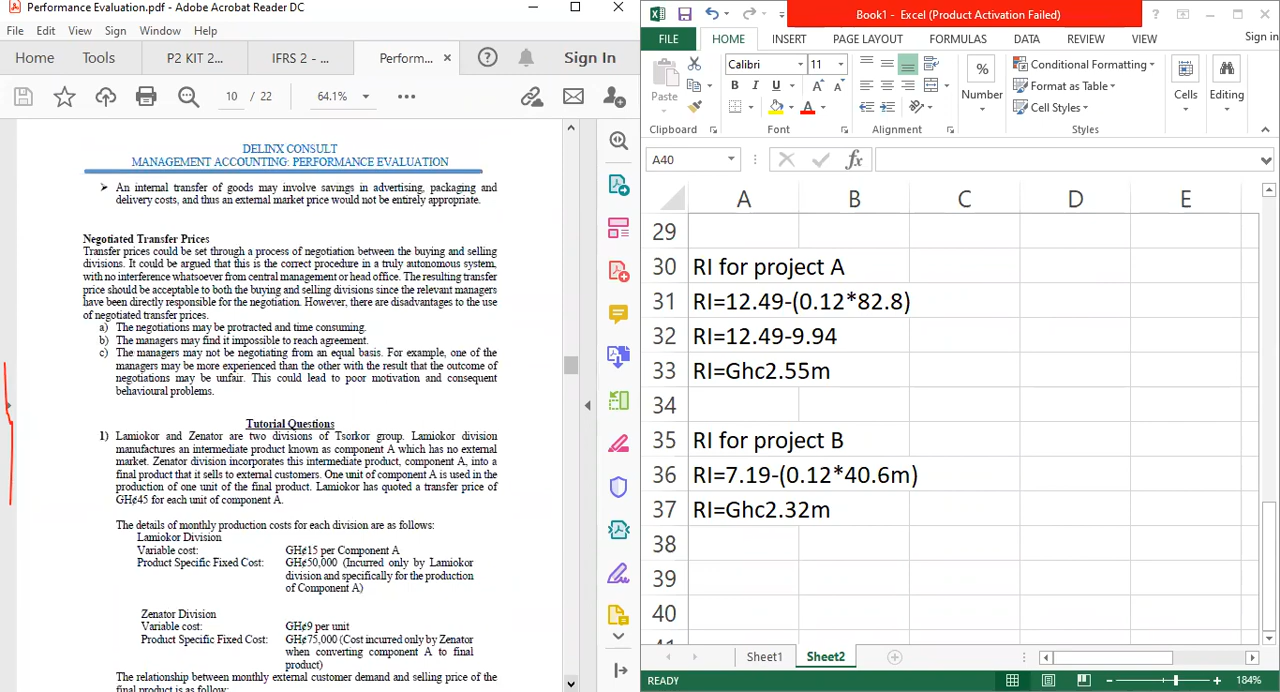 Performance Evaluation.pdf - Adobe Acrobat Reader DC
File Edit View Sign Window Help
Home Tools P2 KIT 2... IFRS 2 - ... Perform... × Sign In
10 / 22 64.1%
DELINX CONSULT
MANAGEMENT ACCOUNTING: PERFORMANCE EVALUATION
➤ An internal transfer of goods may involve savings in advertising, packaging and
delivery costs, and thus an external market price would not be entirely appropriate.
Negotiated Transfer Prices
Transfer prices could be set through a process of negotiation between the buying and selling
divisions. It could be argued that this is the correct procedure in a truly autonomous system,
with no interference whatsoever from central management or head office. The resulting transfer
price should be acceptable to both the buying and selling divisions since the relevant managers
have been directly responsible for the negotiation. However, there are disadvantages to the use
of negotiated transfer prices.
a) The negotiations may be protracted and time consuming.
b) The managers may find it impossible to reach agreement.
c) The managers may not be negotiating from an equal basis. For example, one of the
managers may be more experienced than the other with the result that the outcome of
negotiations may be unfair. This could lead to poor motivation and consequent
behavioural problems.
Tutorial Questions
1) Lamiokor and Zenator are two divisions of Tsorkor group. Lamiokor division
manufactures an intermediate product known as component A which has no external
market. Zenator division incorporates this intermediate product, component A, into a
final product that it sells to external customers. One unit of component A is used in the
production of one unit of the final product. Lamiokor has quoted a transfer price of
GH¢45 for each unit of component A.
The details of monthly production costs for each division are as follows:
Lamiokor Division
Variable cost: GH¢15 per Component A
Product Specific Fixed Cost: GH¢50,000 (Incurred only by Lamiokor
division and specifically for the production
of Component A)
Zenator Division
Variable cost: GH¢9 per unit
Product Specific Fixed Cost: GH¢75,000 (Cost incurred only by Zenator
when converting component A to final
product)
The relationship between monthly external customer demand and selling price of the
final product is as follow:
Book1 - Excel (Product Activation Failed)
FILE HOME INSERT PAGE LAYOUT FORMULAS DATA REVIEW VIEW Sign in
Calibri 11
Paste
B I U
Conditional Formatting
Format as Table
Cell Styles
Number Cells Editing
Clipboard Font Alignment Styles
A40 fx
A B C D E
29
30 RI for project A
31 RI=12.49-(0.12*82.8)
32 RI=12.49-9.94
33 RI=Ghc2.55m
34
35 RI for project B
36 RI=7.19-(0.12*40.6m)
37 RI=Ghc2.32m
38
39
40
41
Sheet1 Sheet2
READY 184%